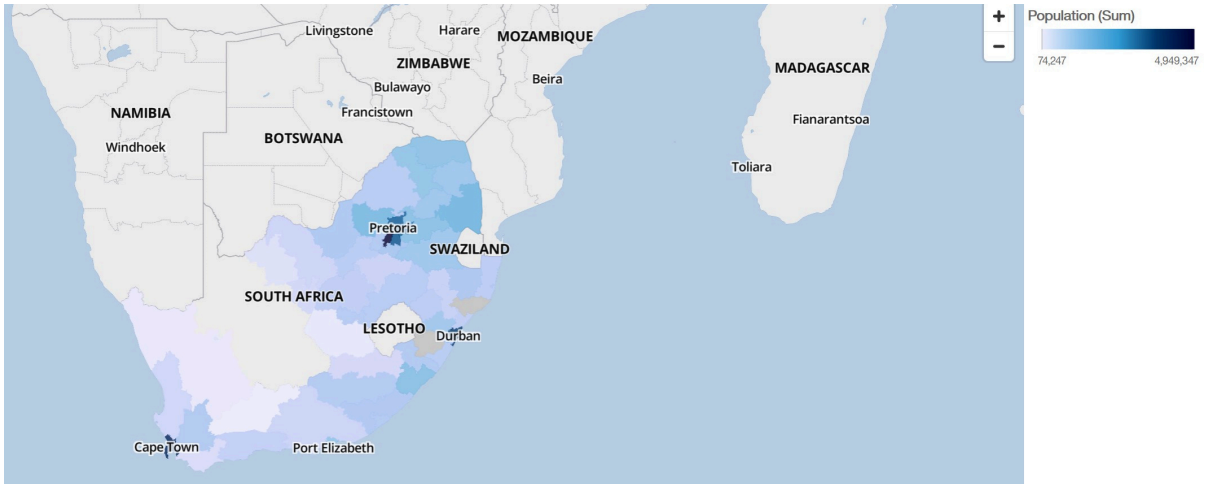 Livingstone
Harare
MOZAMBIQUE
+
Population (Sum)
74,247
4,949,347
−
ZIMBABWE
MADAGASCAR
Beira
Bulawayo
NAMIBIA
Francistown
Fianarantsoa
BOTSWANA
Windhoek
Toliara
Pretoria
SWAZILAND
SOUTH AFRICA
LESOTHO
Durban
Cape Town
Port Elizabeth